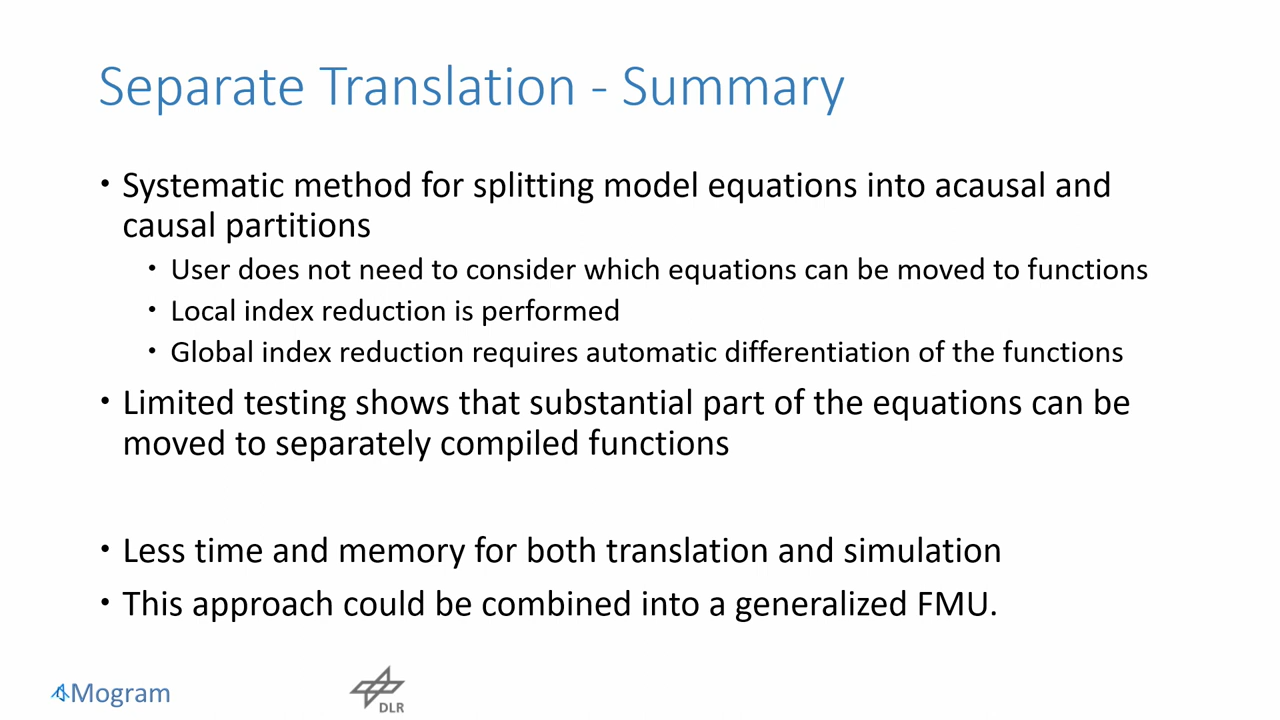 Separate Translation - Summary
• Systematic method for splitting model equations into acausal and
causal partitions
• User does not need to consider which equations can be moved to functions
• Local index reduction is performed
• Global index reduction requires automatic differentiation of the functions
• Limited testing shows that substantial part of the equations can be
moved to separately compiled functions
• Less time and memory for both translation and simulation
• This approach could be combined into a generalized FMU.
Mogram
DLR